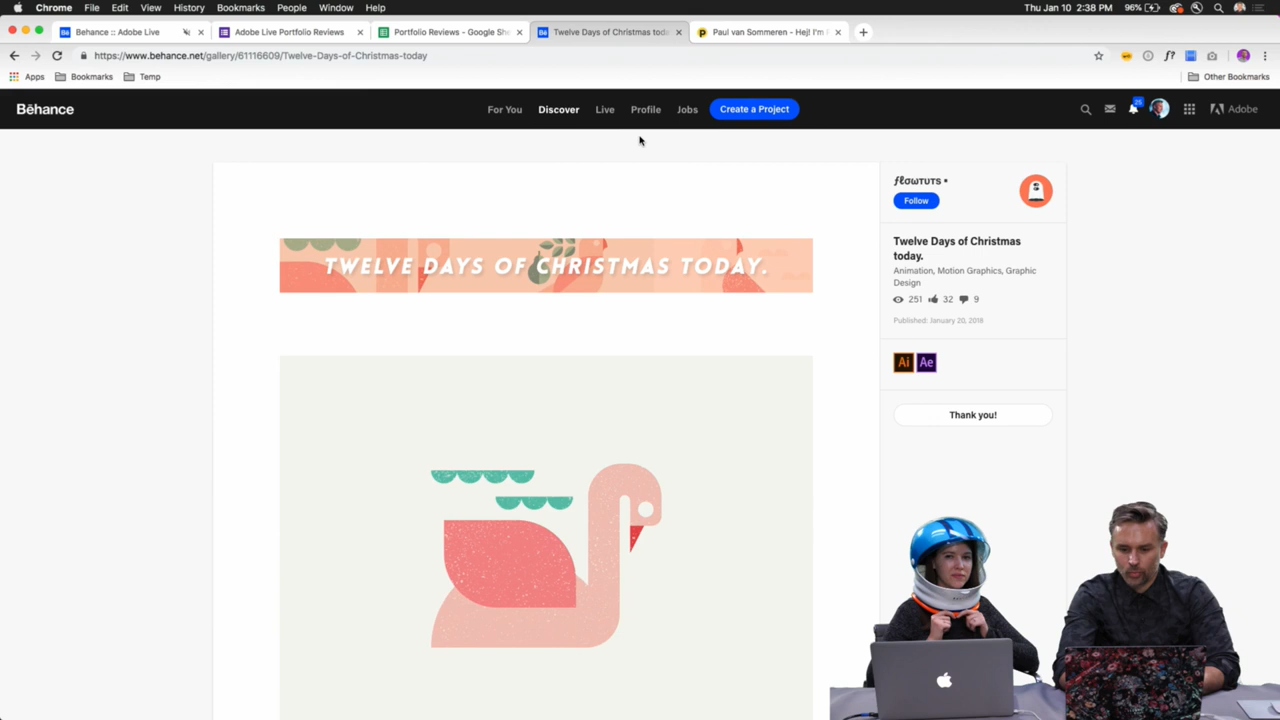 Chrome File Edit View History Bookmarks People Window Help
Thu Jan 10 2:38 PM 96%
Behance :: Adobe Live
Adobe Live Portfolio Reviews
Portfolio Reviews - Google She
Twelve Days of Christmas toda
Paul van Sommeren - Hej! I'm
https://www.behance.net/gallery/61116609/Twelve-Days-of-Christmas-today
f?
Apps Bookmarks Temp
Other Bookmarks
Bēhance
For You Discover Live Profile Jobs Create a Project
Adobe
ƒℓσωτυτѕ •
Follow
TWELVE DAYS OF CHRISTMAS TODAY.
Twelve Days of Christmas
today.
Animation, Motion Graphics, Graphic
Design
251 32 9
Published: January 20, 2018
Ai Ae
Thank you!